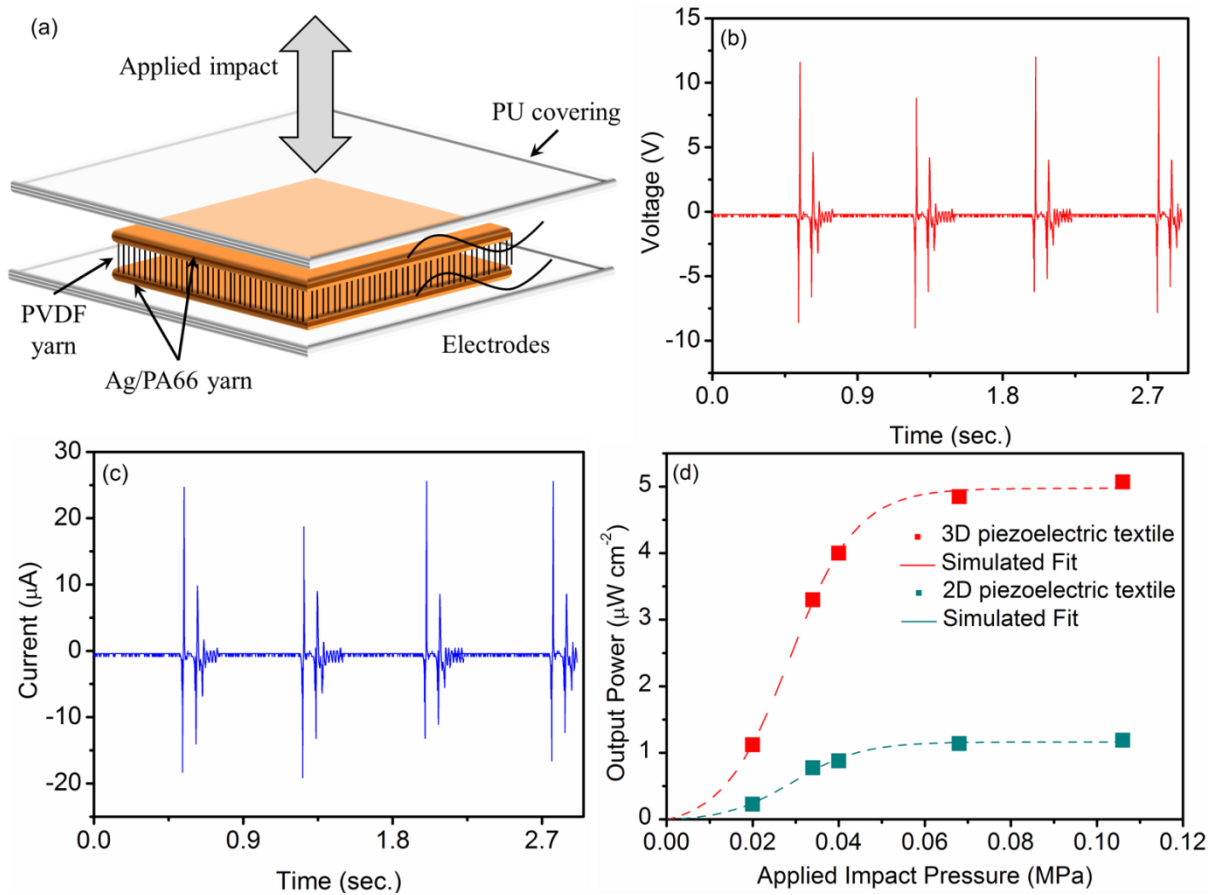 (a)
Applied impact
PU covering
PVDF
yarn
Ag/PA66 yarn
Electrodes
(b)
15
10
5
0
-5
-10
Voltage (V)
0.0
0.9
1.8
2.7
Time (sec.)
(c)
30
20
10
0
-10
-20
Current (μA)
0.0
0.9
1.8
2.7
Time (sec.)
(d)
5
4
3
2
1
0
Output Power (μW cm⁻²)
3D piezoelectric textile
Simulated Fit
2D piezoelectric textile
Simulated Fit
0.00
0.02
0.04
0.06
0.08
0.10
0.12
Applied Impact Pressure (MPa)